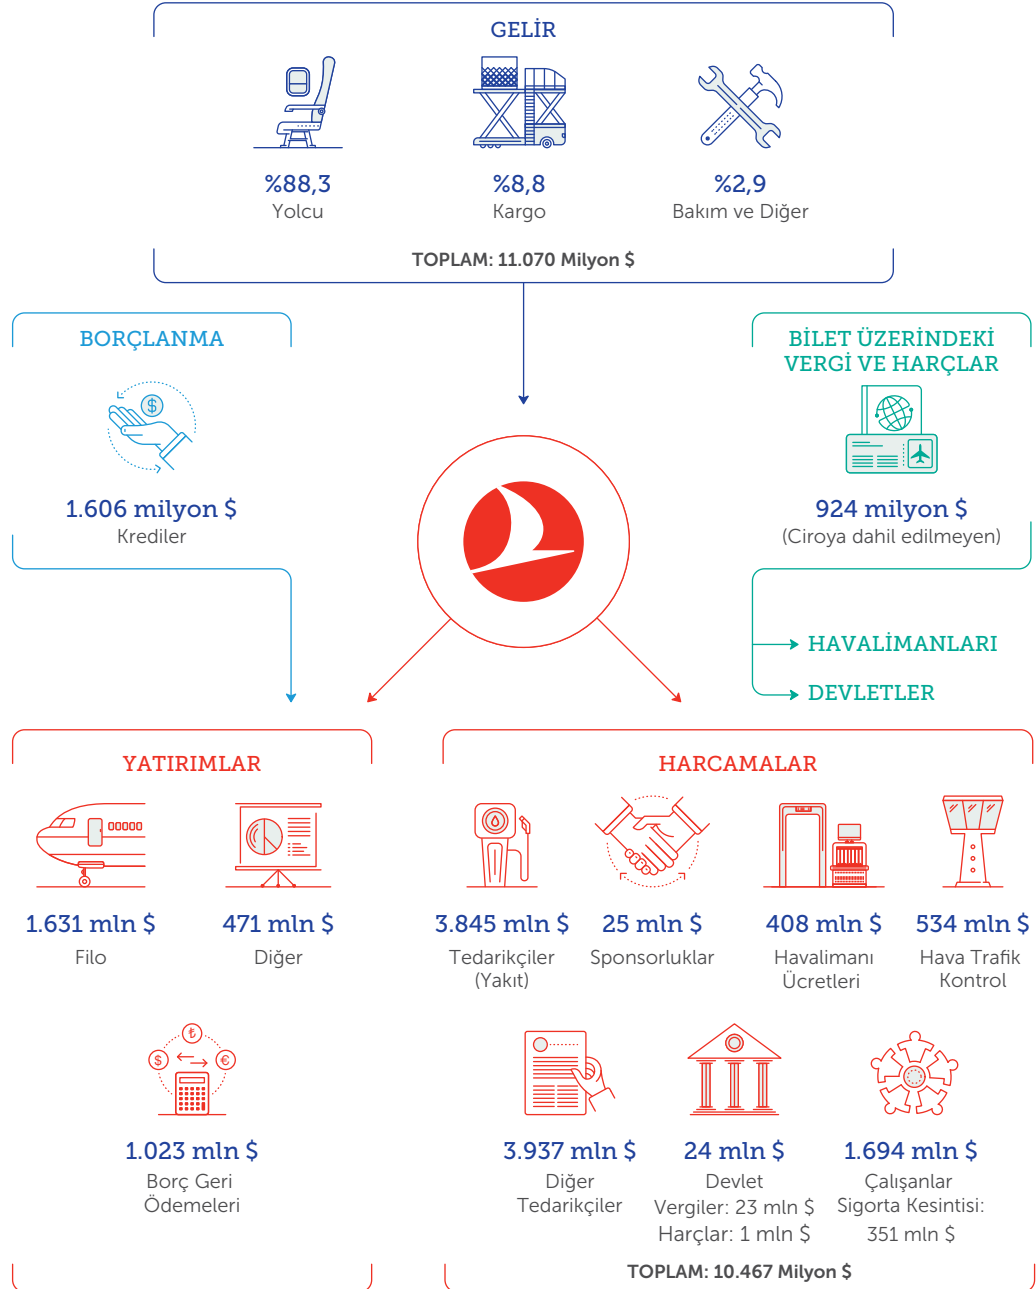 GELİR
%88,3
Yolcu
%8,8
Kargo
%2,9
Bakım ve Diğer
TOPLAM: 11.070 Milyon $
BORÇLANMA
$
1.606 milyon $
Krediler
BİLET ÜZERİNDEKİ
VERGİ VE HARÇLAR
924 milyon $
(Ciroya dahil edilmeyen)
HAVALİMANLARI
DEVLETLER
YATIRIMLAR
1.631 mln $
Filo
471 mln $
Diğer
$ ₺ €
1.023 mln $
Borç Geri
Ödemeleri
HARCAMALAR
3.845 mln $
Tedarikçiler
(Yakıt)
25 mln $
Sponsorluklar
408 mln $
Havalimanı
Ücretleri
534 mln $
Hava Trafik
Kontrol
3.937 mln $
Diğer
Tedarikçiler
24 mln $
Devlet
Vergiler: 23 mln $
Harçlar: 1 mln $
1.694 mln $
Çalışanlar
Sigorta Kesintisi:
351 mln $
TOPLAM: 10.467 Milyon $